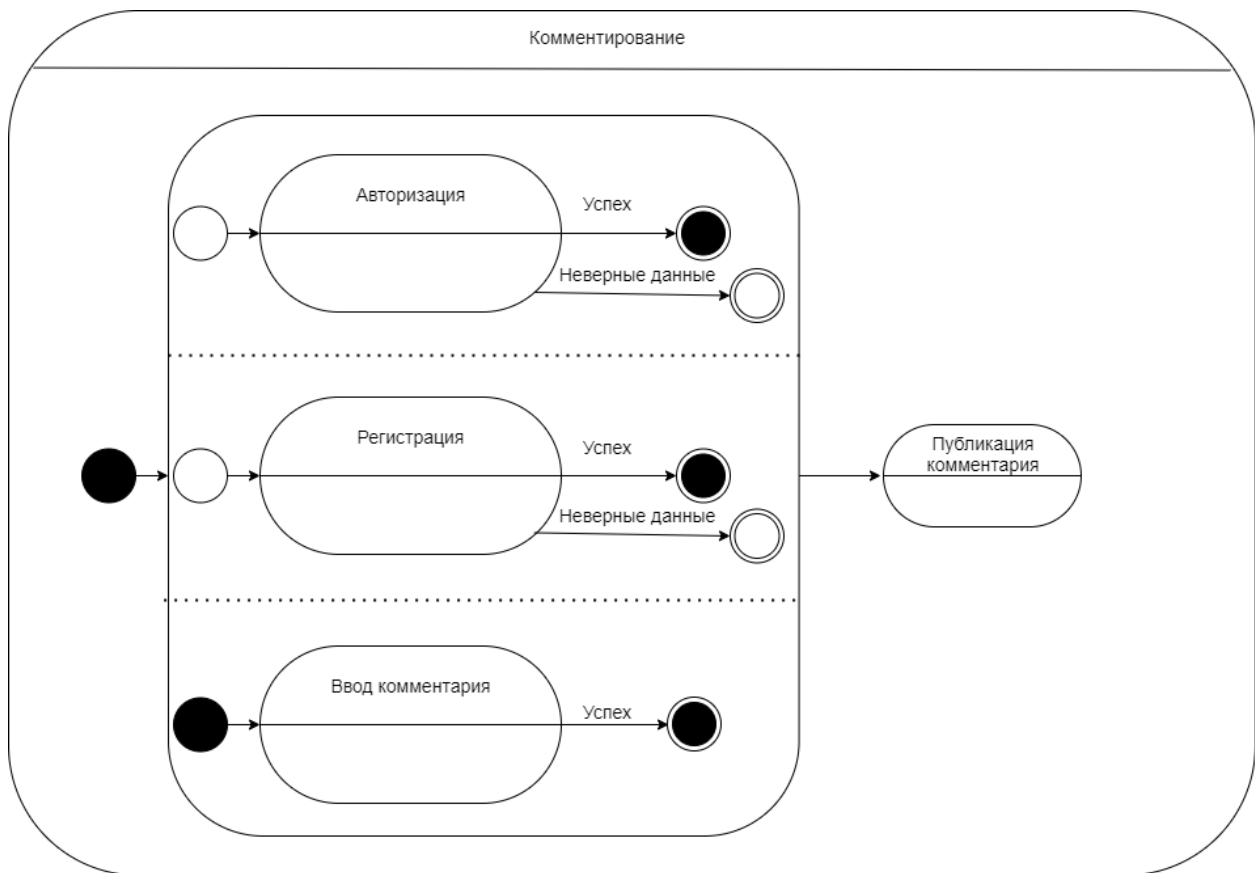 Комментирование
Авторизация
Успех
Неверные данные
Регистрация
Успех
Неверные данные
Публикация
комментария
Ввод комментария
Успех